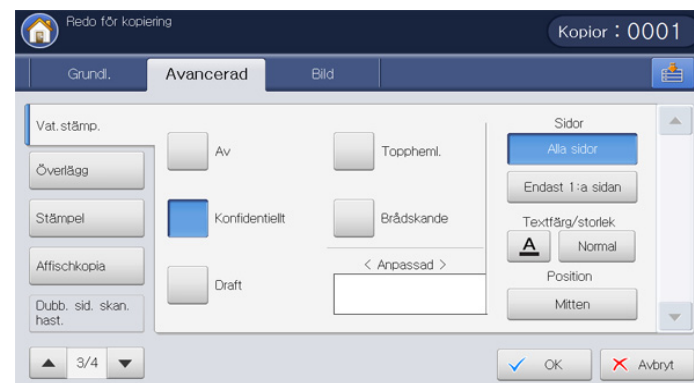 Redo för kopiering
Kopior : 0001
Grundl.
Avancerad
Bild
Vat.stämp.
Överlägg
Stämpel
Affischkopia
Dubb. sid. skan.
hast.
3/4
Av
Toppheml.
Konfidentiellt
Brådskande
Draft
< Anpassad >
Sidor
Alla sidor
Endast 1:a sidan
Textfärg/storlek
A Normal
Position
Mitten
OK
Avbryt